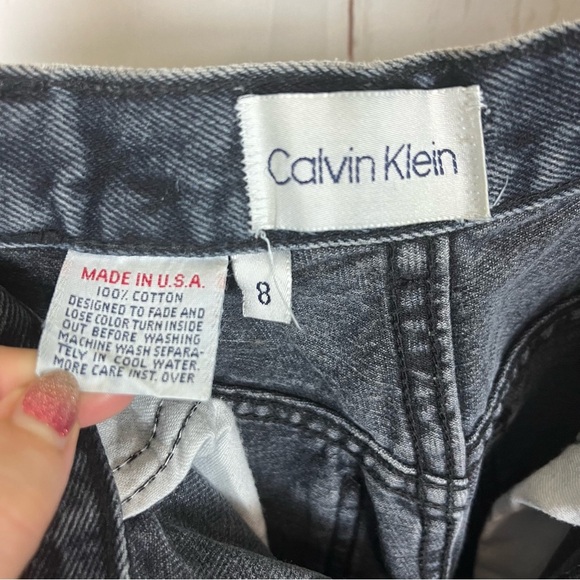 Calvin Klein
MADE IN U.S.A.
100% COTTON
DESIGNED TO FADE AND
LOSE COLOR TURN INSIDE
OUT BEFORE WASHING
MACHINE WASH SEPARA-
TELY IN COOL WATER.
MORE CARE INST. OVER
8